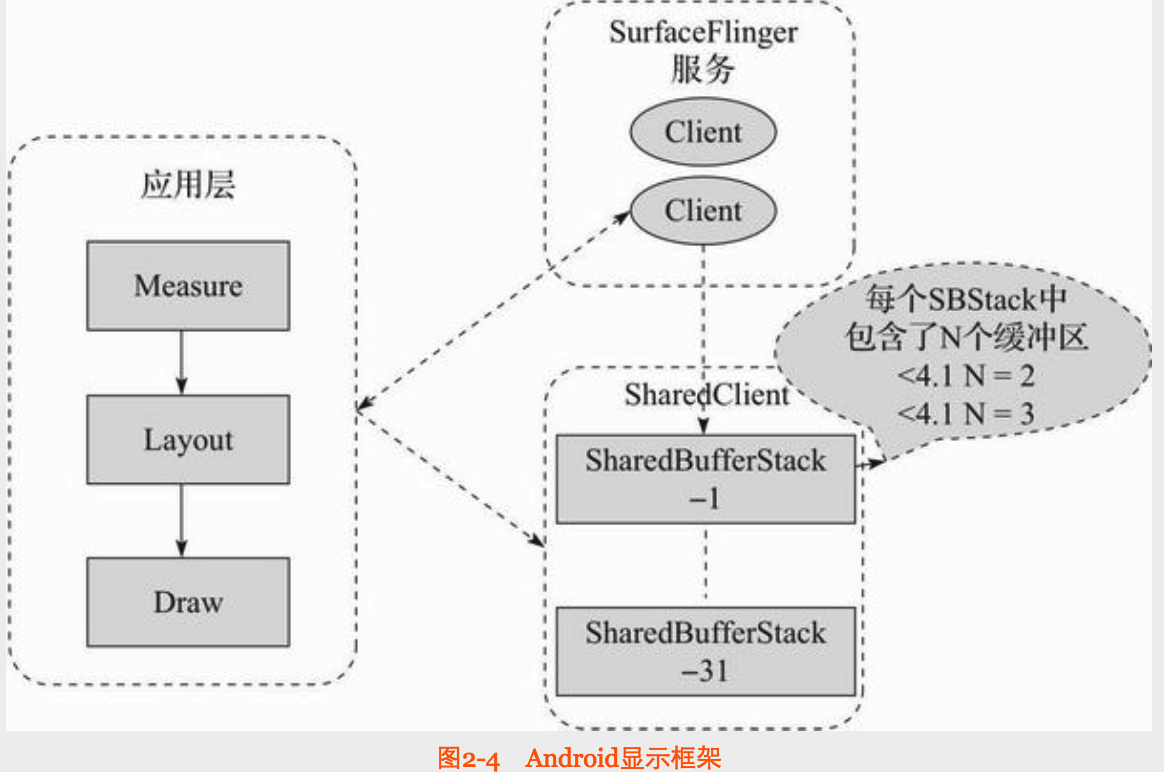 应用层
Measure
Layout
Draw
SurfaceFlinger
服务
Client
Client
SharedClient
SharedBufferStack
–1
SharedBufferStack
–31
每个SBStack中
包含了N个缓冲区
<4.1 N = 2
<4.1 N = 3
图2-4 Android显示框架